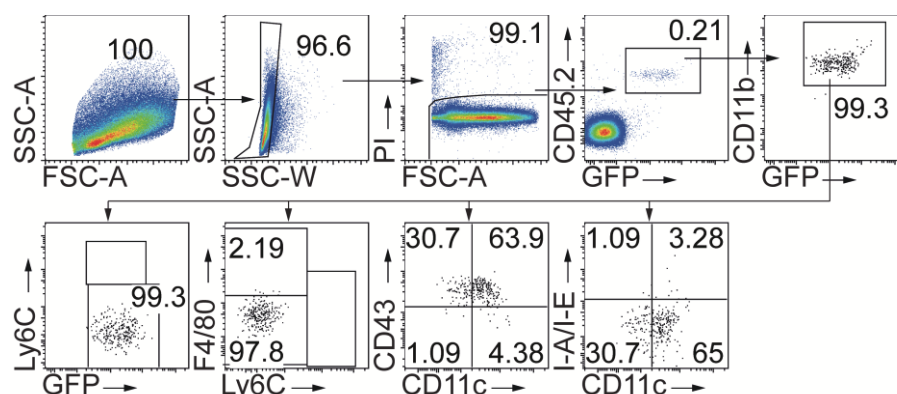 100
SSC-A
FSC-A
96.6
SSC-A
SSC-W
99.1
PI
FSC-A
0.21
CD45.2
GFP
CD11b
99.3
GFP
Ly6C
99.3
GFP
2.19
F4/80
97.8
Ly6C
30.7 63.9
CD43
1.09 4.38
CD11c
1.09 3.28
I-A/I-E
30.7 65
CD11c